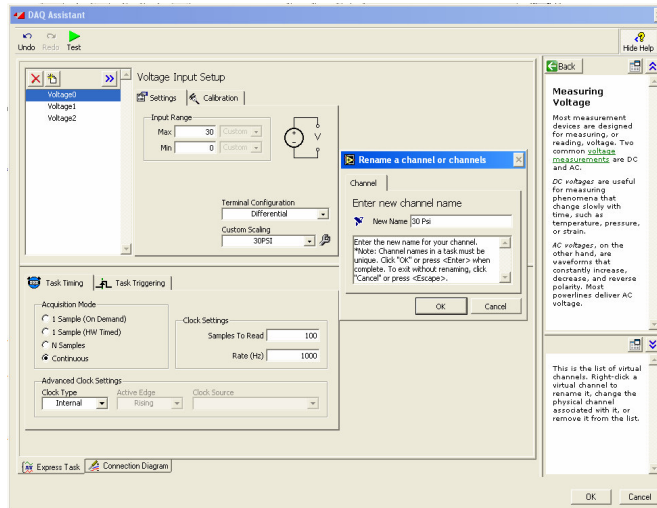 DAQ Assistant
Undo Redo Test
Hide Help
Voltage0
Voltage1
Voltage2
Voltage Input Setup
Settings
Calibration
Input Range
Max 30 Custom
Min 0 Custom
V
Terminal Configuration
Differential
Custom Scaling
30PSI
Rename a channel or channels
Channel
Enter new channel name
New Name 30 Psi
Enter the new name for your channel.
*Note: Channel names in a task must be
unique. Click "OK" or press <Enter> when
complete. To exit without renaming, click
"Cancel" or press <Escape>.
OK Cancel
Task Timing
Task Triggering
Acquisition Mode
1 Sample (On Demand)
1 Sample (HW Timed)
N Samples
Continuous
Clock Settings
Samples To Read 100
Rate (Hz) 1000
Advanced Clock Settings
Clock Type Active Edge Clock Source
Internal Rising
Express Task
Connection Diagram
Back
Measuring
Voltage
Most measurement
devices are designed
for measuring, or
reading, voltage. Two
common voltage
measurements are DC
and AC.
DC voltages are useful
for measuring
phenomena that
change slowly with
time, such as
temperature, pressure,
or strain.
AC voltages, on the
other hand, are
waveforms that
constantly increase,
decrease, and reverse
polarity. Most
powerlines deliver AC
voltage.
This is the list of virtual
channels. Right-click a
virtual channel to
rename it, change the
physical channel
associated with it, or
remove it from the list.
OK Cancel